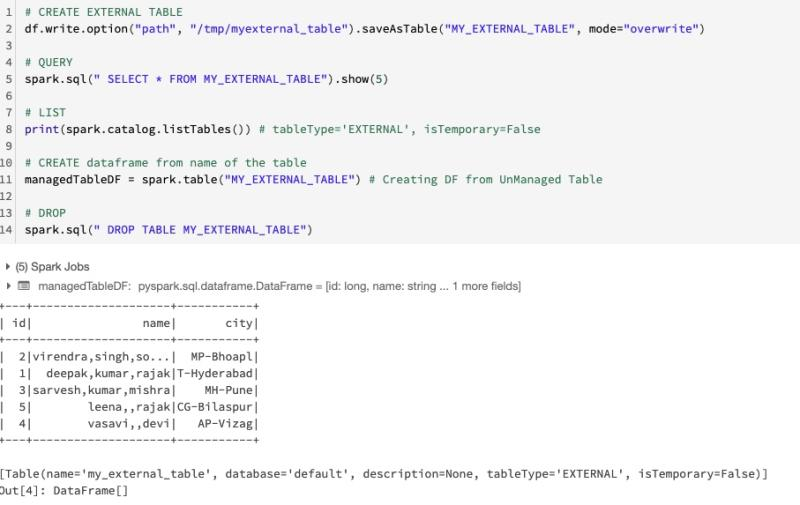 1 # CREATE EXTERNAL TABLE
2 df.write.option("path", "/tmp/myexternal_table").saveAsTable("MY_EXTERNAL_TABLE", mode="overwrite")
3
4 # QUERY
5 spark.sql(" SELECT * FROM MY_EXTERNAL_TABLE").show(5)
6
7 # LIST
8 print(spark.catalog.listTables()) # tableType='EXTERNAL', isTemporary=False
9
10 # CREATE dataframe from name of the table
11 managedTableDF = spark.table("MY_EXTERNAL_TABLE") # Creating DF from UnManaged Table
12
13 # DROP
14 spark.sql(" DROP TABLE MY_EXTERNAL_TABLE")
(5) Spark Jobs
managedTableDF: pyspark.sql.dataframe.DataFrame = [id: long, name: string ... 1 more fields]
+---+--------------------+-----------+
| id|                name|       city|
+---+--------------------+-----------+
|  2|virendra,singh,so...|  MP-Bhoapl|
|  1|  deepak,kumar,rajak|T-Hyderabad|
|  3|sarvesh,kumar,mishra|    MH-Pune|
|  5|        leena,,rajak|CG-Bilaspur|
|  4|        vasavi,,devi|   AP-Vizag|
+---+--------------------+-----------+
[Table(name='my_external_table', database='default', description=None, tableType='EXTERNAL', isTemporary=False)]
Out[4]: DataFrame[]